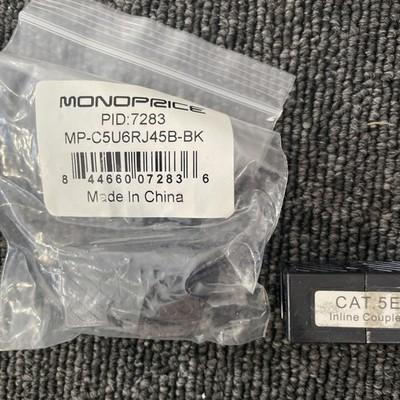 MONOPRICE
PID:7283
MP-C5U6RJ45B-BK
8 44660 07283 6
Made In China
CAT.5E
Inline Couple